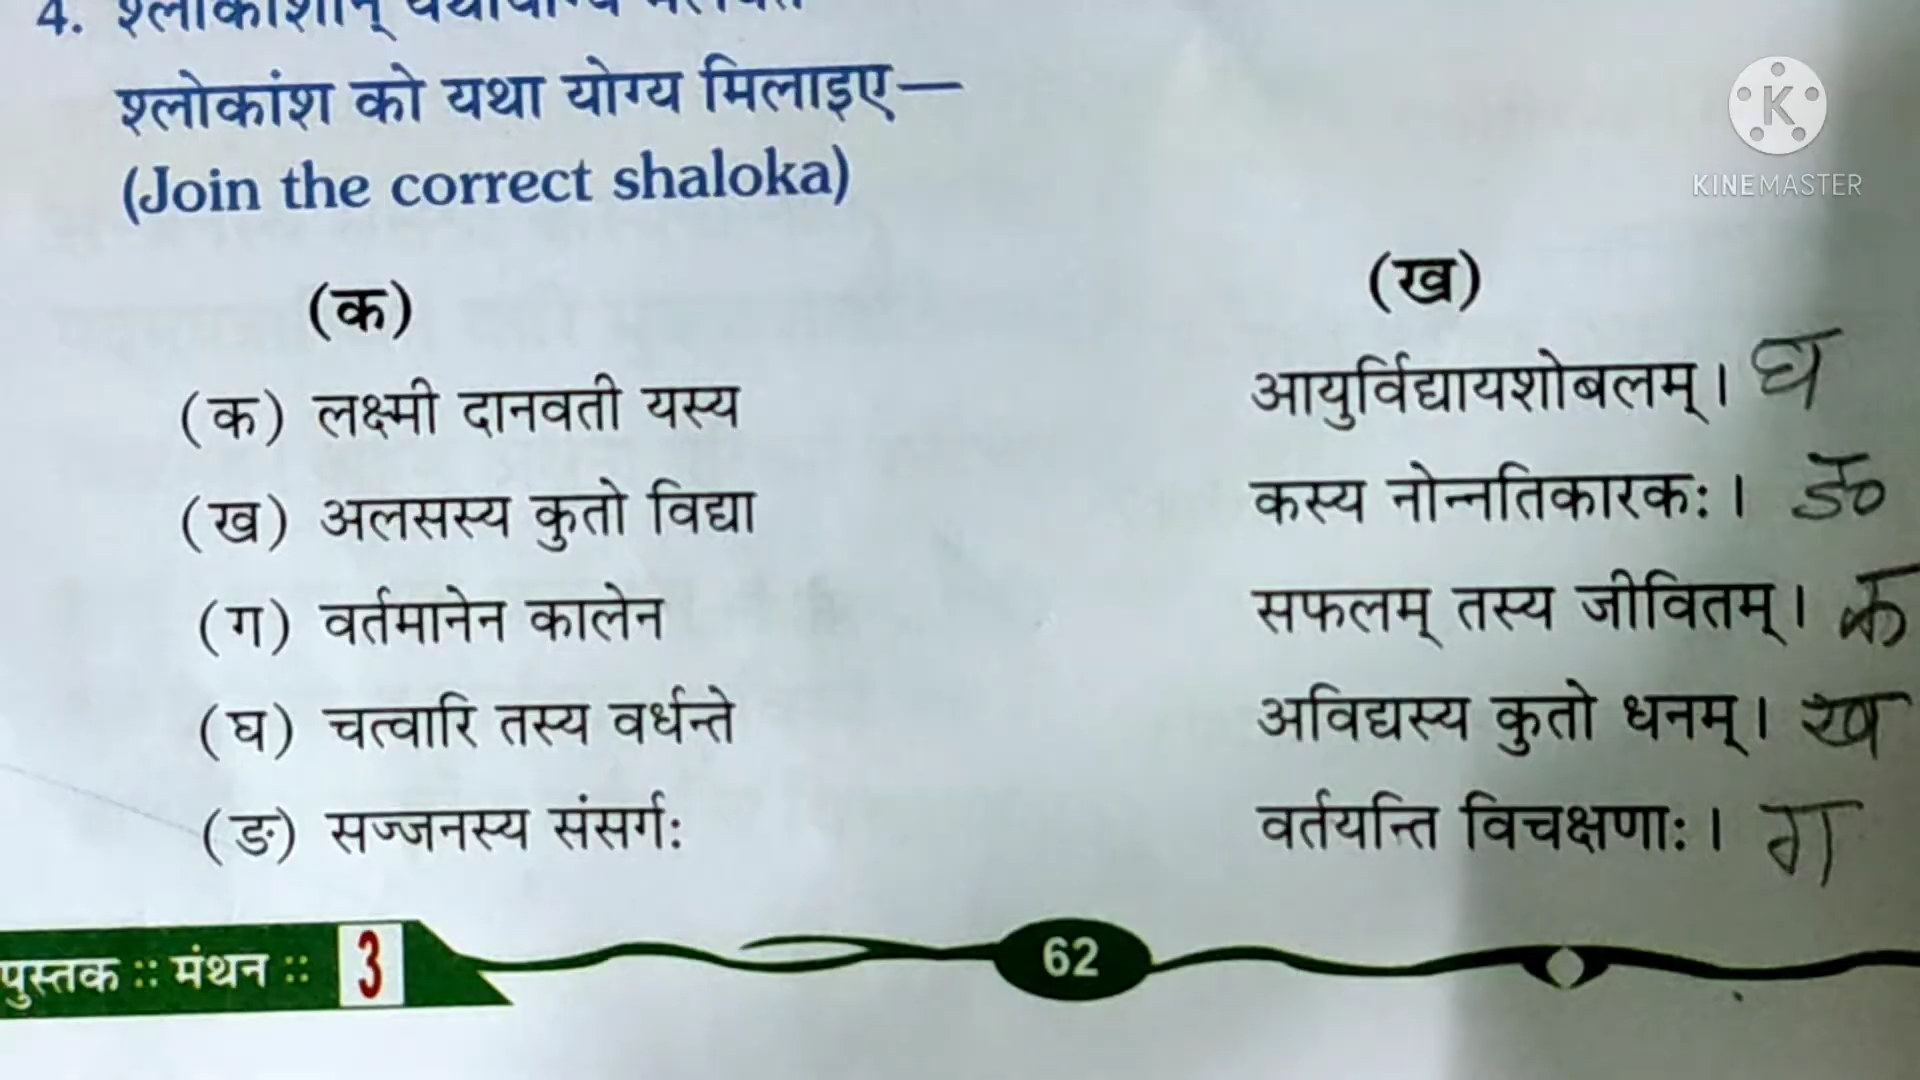 4. श्लोकांशान्
श्लोकांश को यथा योग्य मिलाइए—
(Join the correct shaloka)
KINEMASTER
(क) (ख)
(क) लक्ष्मी दानवती यस्य आयुर्विद्यायशोबलम्। घ
(ख) अलसस्य कुतो विद्या कस्य नोन्नतिकारकः। ङ
(ग) वर्तमानेन कालेन सफलम् तस्य जीवितम्। क
(घ) चत्वारि तस्य वर्धन्ते अविद्यस्य कुतो धनम्। ख
(ङ) सज्जनस्य संसर्गः वर्तयन्ति विचक्षणाः। ग
पुस्तक :: मंथन :: 3 62